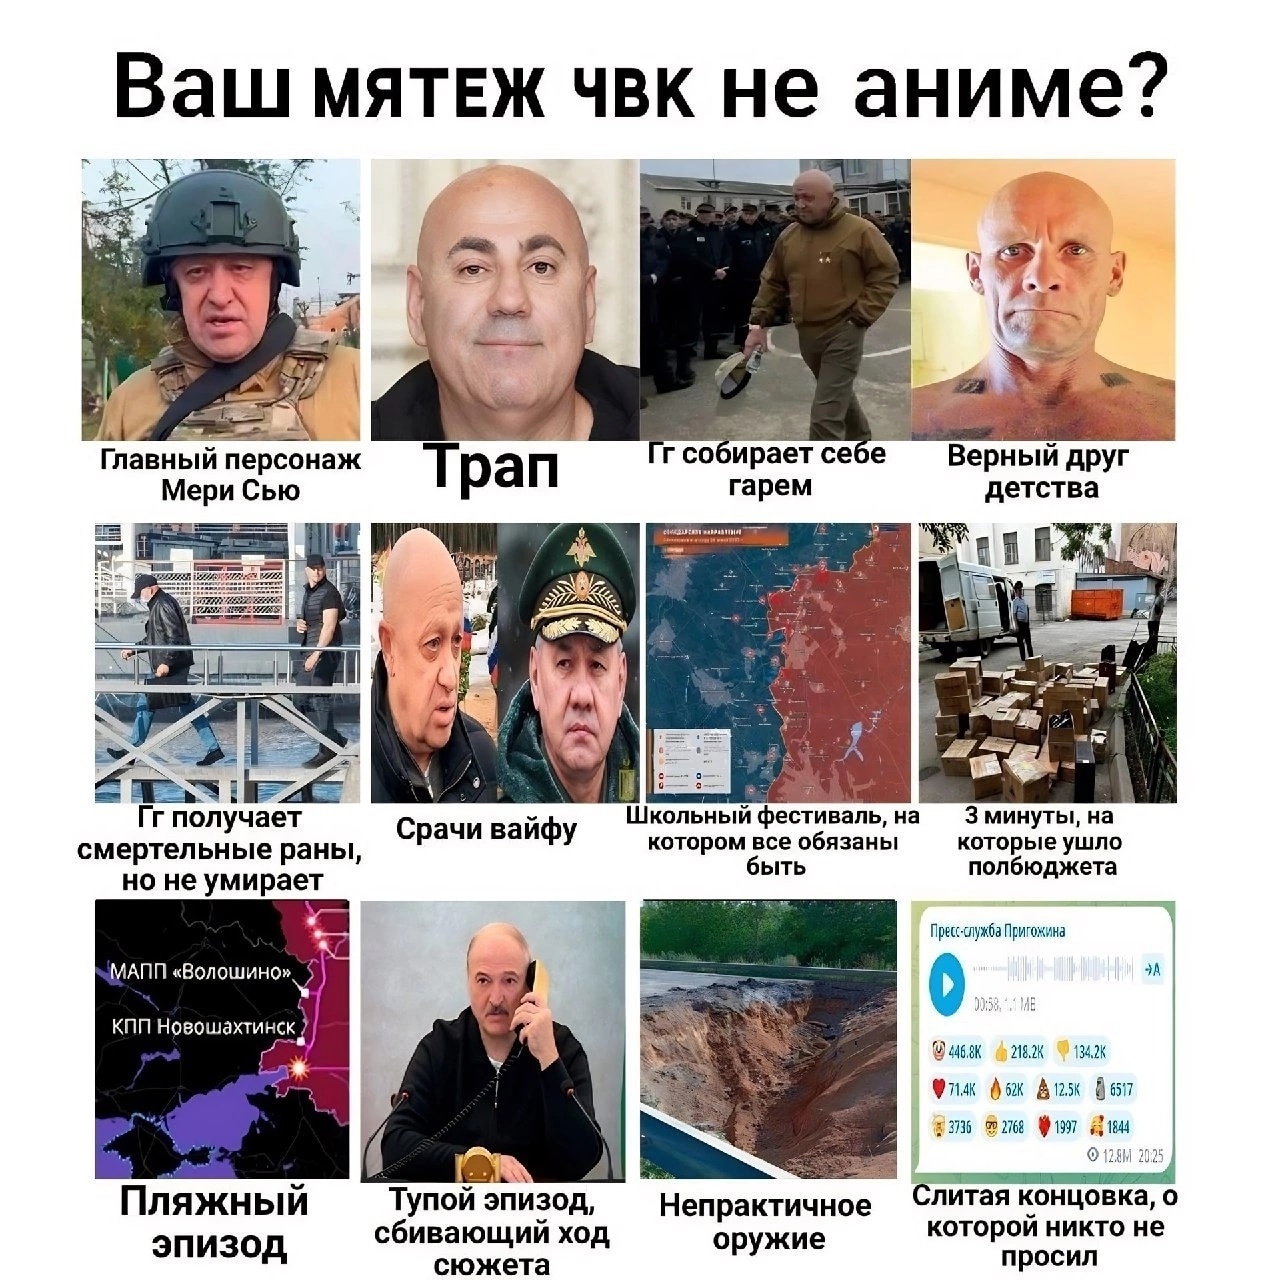 Ваш мятеж чвк не аниме?
Главный персонаж
Мери Сью
Трап
Гг собирает себе
гарем
Верный друг
детства
Гг получает
смертельные раны,
но не умирает
Срачи вайфу
Школьный фестиваль, на
котором все обязаны
быть
3 минуты, на
которые ушло
полбюджета
МАПП «Волошино»
КПП Новошахтинск
Пляжный
эпизод
Тупой эпизод,
сбивающий ход
сюжета
Непрактичное
оружие
Пресс-служба Пригожина
→A
00:58, 1.1 MB
446.8K 218.2K 134.2K
71.4K 62K 12.5K 6517
3736 2768 1997 1844
12.8M 20:25
Слитая концовка, о
которой никто не
просил